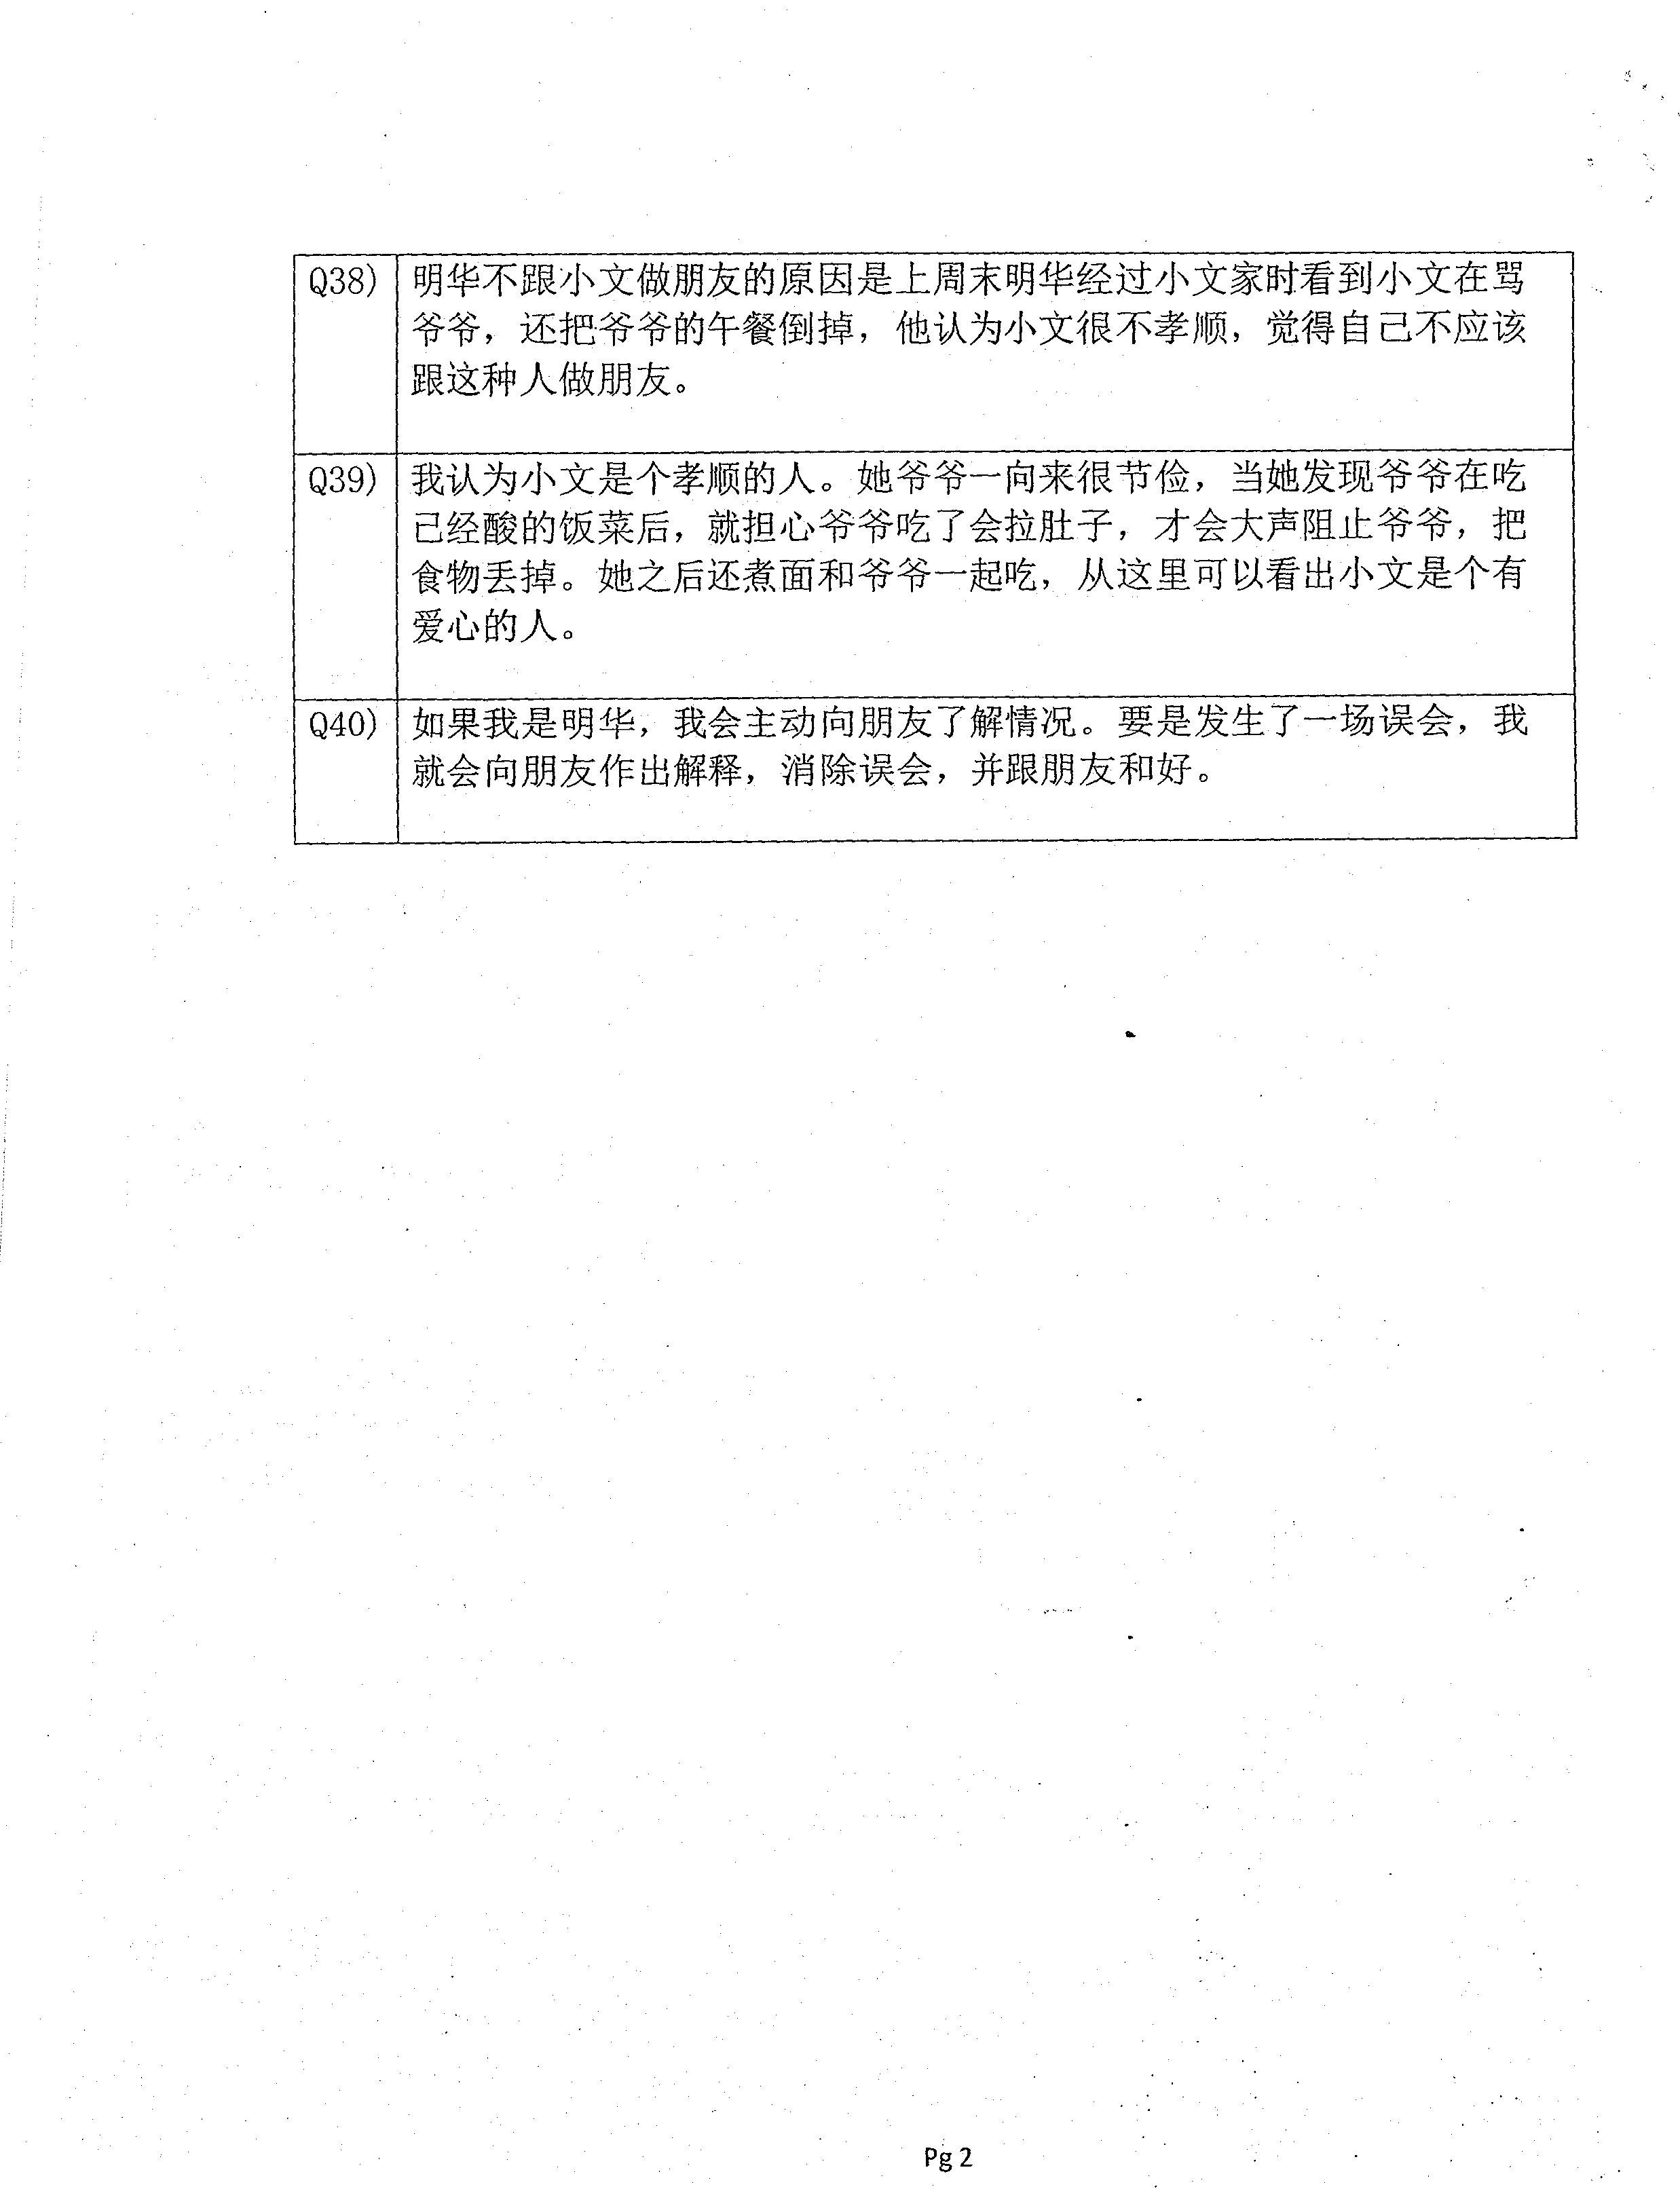 Q38) 明华不跟小文做朋友的原因是上周末明华经过小文家时看到小文在骂
爷爷，还把爷爷的午餐倒掉，他认为小文很不孝顺，觉得自己不应该
跟这种人做朋友。
Q39) 我认为小文是个孝顺的人。她爷爷一向来很节俭，当她发现爷爷在吃
已经酸的饭菜后，就担心爷爷吃了会拉肚子，才会大声阻止爷爷，把
食物丢掉。她之后还煮面和爷爷一起吃，从这里可以看出小文是个有
爱心的人。
Q40) 如果我是明华，我会主动向朋友了解情况。要是发生了一场误会，我
就会向朋友作出解释，消除误会，并跟朋友和好。
Pg 2